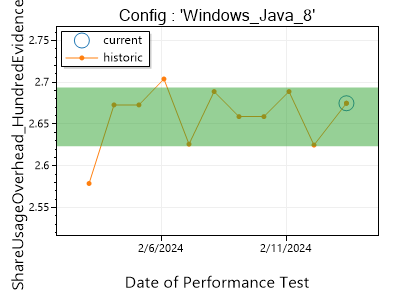 Config : 'Windows_Java_8'
current
historic
ShareUsageOverhead_HundredEvidence
2.75
2.7
2.65
2.6
2.55
2/6/2024
2/11/2024
Date of Performance Test